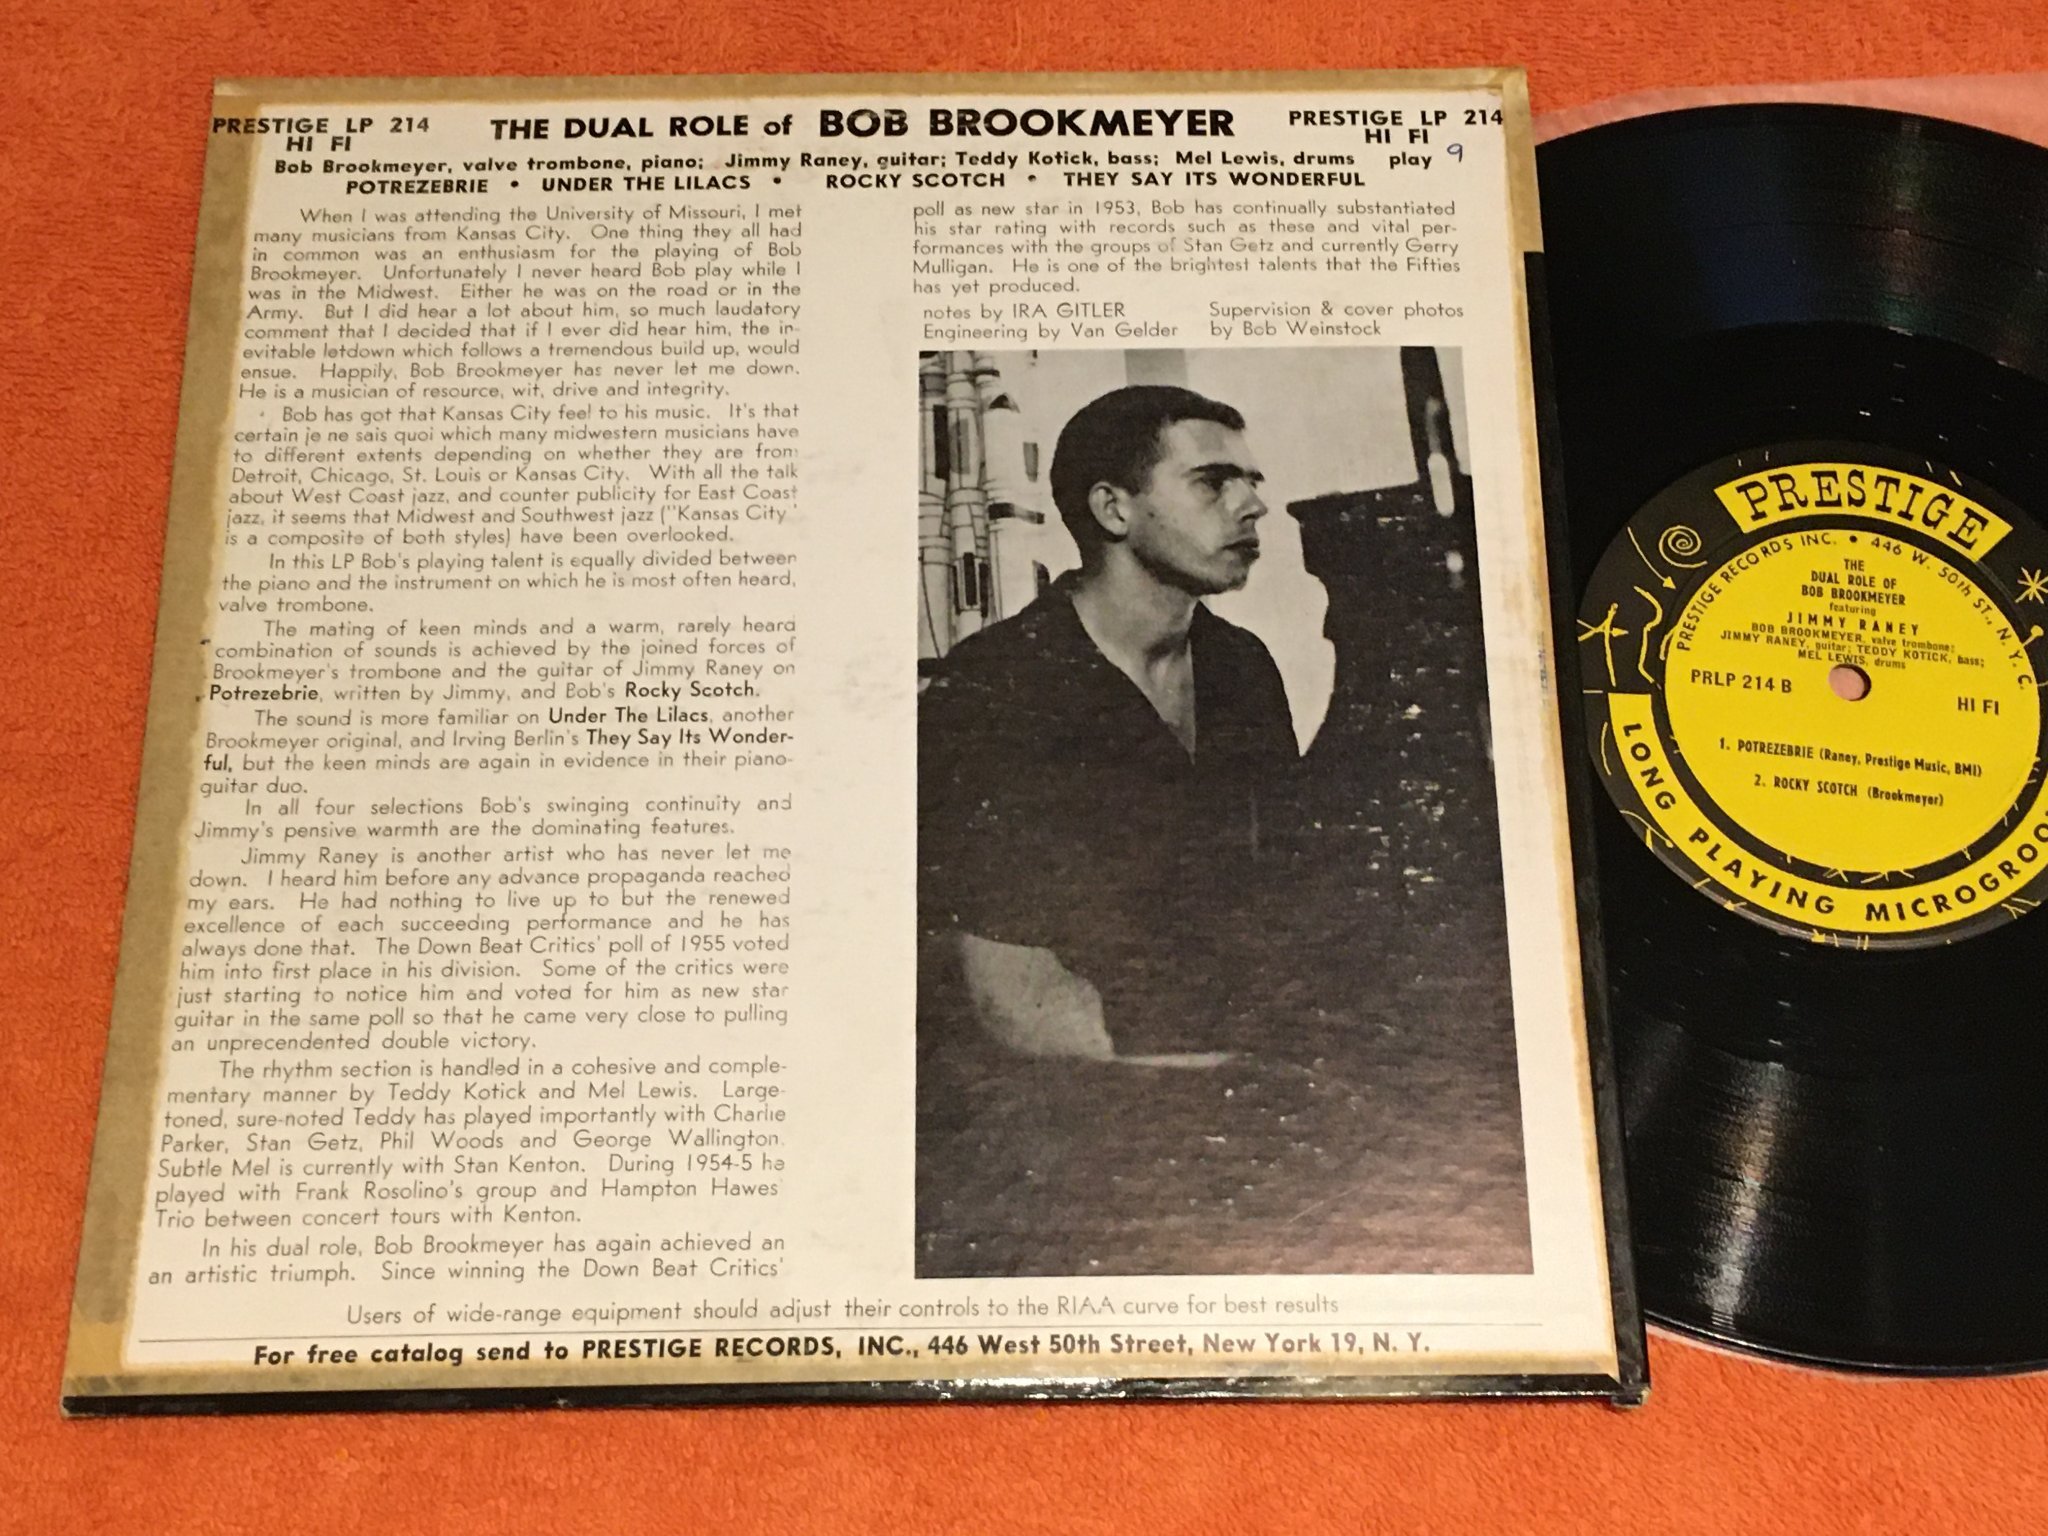 PRESTIGE LP 214
HI FI
THE DUAL ROLE of BOB BROOKMEYER
PRESTIGE LP 214
HI FI
Bob Brookmeyer, valve trombone, piano; Jimmy Raney, guitar; Teddy Kotick, bass; Mel Lewis, drums play
9
POTREZEBRIE • UNDER THE LILACS • ROCKY SCOTCH • THEY SAY ITS WONDERFUL
When I was attending the University of Missouri, I met
many musicians from Kansas City. One thing they all had
in common was an enthusiasm for the playing of Bob
Brookmeyer. Unfortunately I never heard Bob play while I
was in the Midwest. Either he was on the road or in the
Army. But I did hear a lot about him, so much laudatory
comment that I decided that if I ever did hear him, the in-
evitable letdown which follows a tremendous build up, would
ensue. Happily, Bob Brookmeyer has never let me down.
He is a musician of resource, wit, drive and integrity.
Bob has got that Kansas City feel to his music. It's that
certain je ne sais quoi which many midwestern musicians have
to different extents depending on whether they are from
Detroit, Chicago, St. Louis or Kansas City. With all the talk
about West Coast jazz, and counter publicity for East Coast
jazz, it seems that Midwest and Southwest jazz ("Kansas City"
is a composite of both styles) have been overlooked.
In this LP Bob's playing talent is equally divided between
the piano and the instrument on which he is most often heard,
valve trombone.
The mating of keen minds and a warm, rarely heard
combination of sounds is achieved by the joined forces of
Brookmeyer's trombone and the guitar of Jimmy Raney on
Potrezebrie, written by Jimmy, and Bob's Rocky Scotch.
The sound is more familiar on Under The Lilacs, another
Brookmeyer original, and Irving Berlin's They Say Its Wonder-
ful, but the keen minds are again in evidence in their piano-
guitar duo.
In all four selections Bob's swinging continuity and
Jimmy's pensive warmth are the dominating features.
Jimmy Raney is another artist who has never let me
down. I heard him before any advance propaganda reached
my ears. He had nothing to live up to but the renewed
excellence of each succeeding performance and he has
always done that. The Down Beat Critics' poll of 1955 voted
him into first place in his division. Some of the critics were
just starting to notice him and voted for him as new star
guitar in the same poll so that he came very close to pulling
an unprecendented double victory.
The rhythm section is handled in a cohesive and comple-
mentary manner by Teddy Kotick and Mel Lewis. Large-
toned, sure-noted Teddy has played importantly with Charlie
Parker, Stan Getz, Phil Woods and George Wallington.
Subtle Mel is currently with Stan Kenton. During 1954-5 he
played with Frank Rosolino's group and Hampton Hawes'
Trio between concert tours with Kenton.
In his dual role, Bob Brookmeyer has again achieved an
an artistic triumph. Since winning the Down Beat Critics'
poll as new star in 1953, Bob has continually substantiated
his star rating with records such as these and vital per-
formances with the groups of Stan Getz and currently Gerry
Mulligan. He is one of the brightest talents that the Fifties
has yet produced.
notes by IRA GITLER
Engineering by Van Gelder
Supervision & cover photos
by Bob Weinstock
Users of wide-range equipment should adjust their controls to the RIAA curve for best results
For free catalog send to PRESTIGE RECORDS, INC., 446 West 50th Street, New York 19, N. Y.
PRESTIGE
PRESTIGE RECORDS INC. • 446 W. 50th ST., N. Y. C.
THE
DUAL ROLE OF
BOB BROOKMEYER
featuring
JIMMY RANEY
BOB BROOKMEYER, valve trombone;
JIMMY RANEY, guitar; TEDDY KOTICK, bass;
MEL LEWIS, drums
PRLP 214 B
HI FI
1. POTREZEBRIE (Raney, Prestige Music, BMI)
2. ROCKY SCOTCH (Brookmeyer)
LONG PLAYING MICROGROO